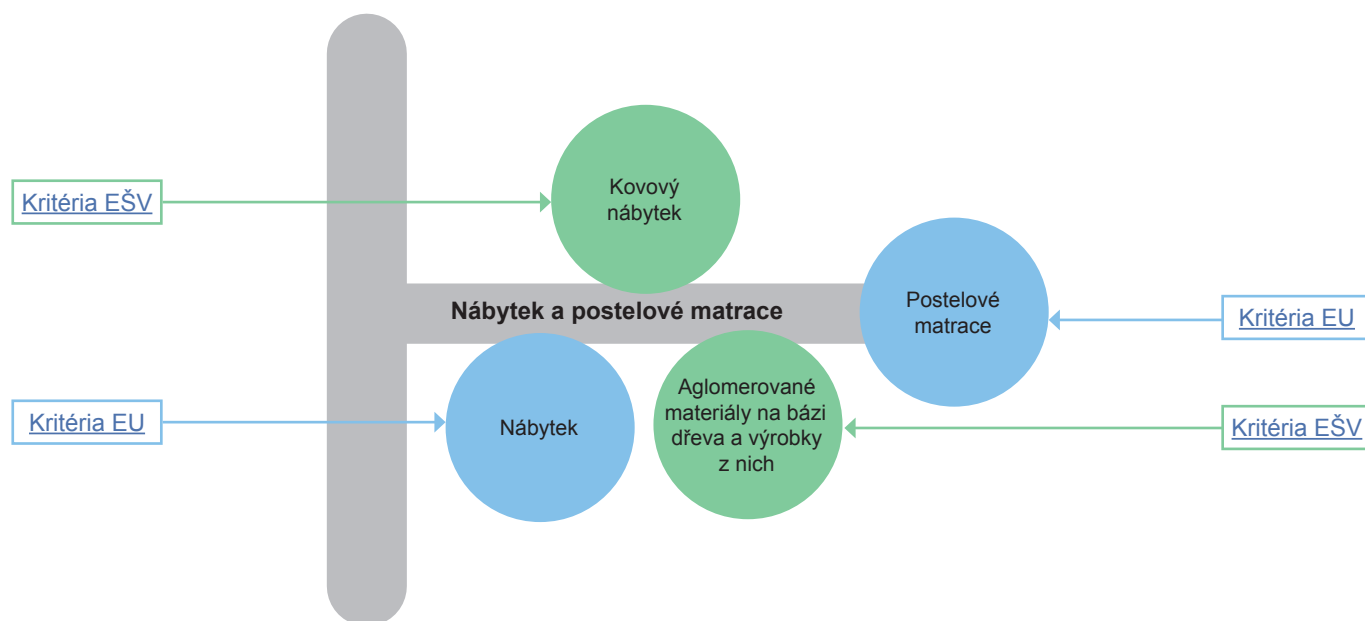 Kovový
nábytek
Kritéria EŠV
Nábytek a postelové matrace
Postelové
matrace
Kritéria EU
Kritéria EU
Nábytek
Aglomerované
materiály na bázi
dřeva a výrobky
z nich
Kritéria EŠV